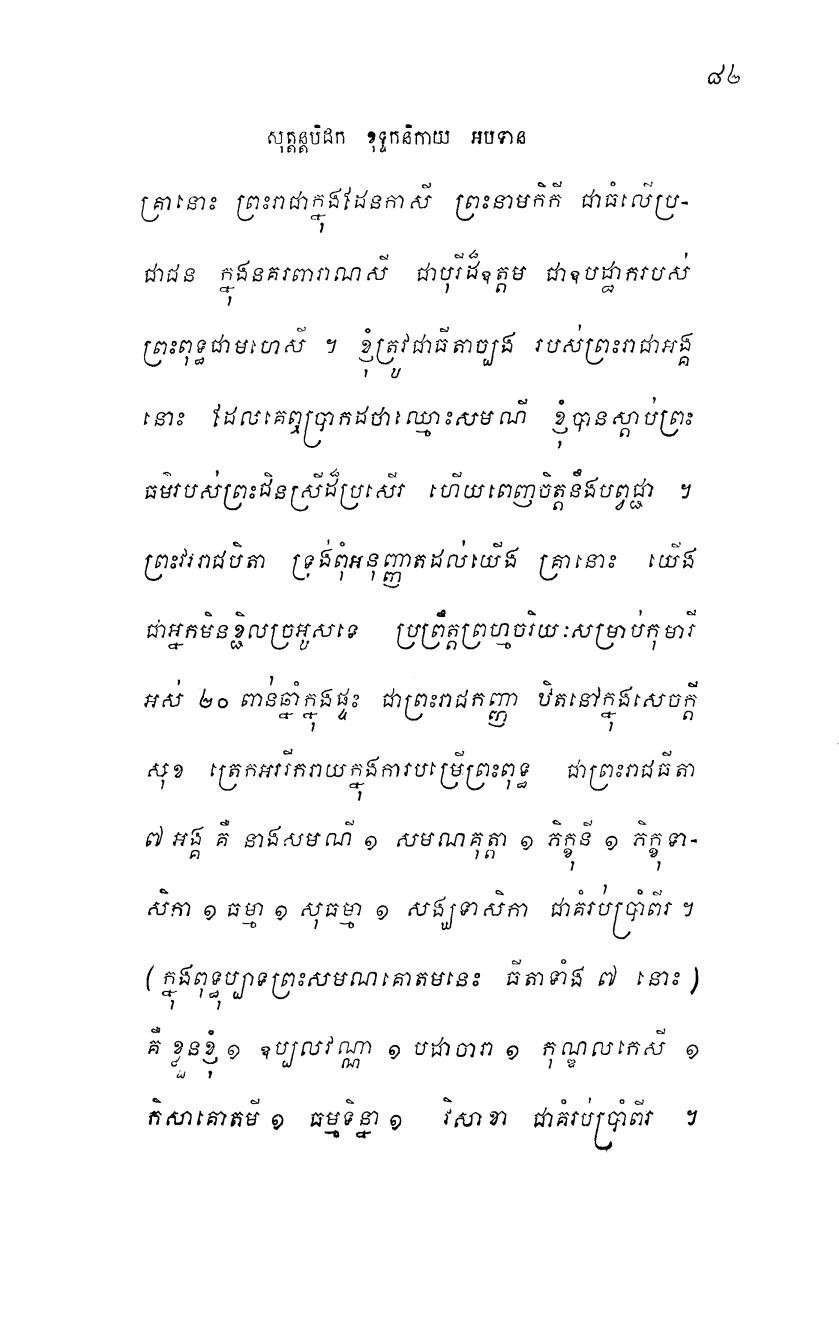 ៨៤
សុត្តន្តបិដក ខុទ្ទកនិកាយ អបទាន
គ្រានោះ ព្រះរាជាក្នុងដែនកាសី ព្រះនាមកិកី ជាធំលើប្រ-
ជាជន ក្នុងនគរពារាណសី ជាបុរីដ៏ឧត្តម ជាឧបដ្ឋាករបស់
ព្រះពុទ្ធជាមហេសី ។ ខ្ញុំត្រូវជាធីតាច្បង របស់ព្រះរាជាអង្គ
នោះ ដែលគេឮប្រាកដថាឈ្មោះសមណី ខ្ញុំបានស្តាប់ព្រះ
ធម៌របស់ព្រះជិនស្រីដ៏ប្រសើរ ហើយពេញចិត្តនឹងបព្វជ្ជា ។
ព្រះវររាជបិតា ទ្រង់ពុំអនុញ្ញាតដល់យើង គ្រានោះ យើង
ជាអ្នកមិនខ្ជិលច្រអូសទេ ប្រព្រឹត្តព្រហ្មចរិយៈសម្រាប់កុមារី
អស់ ២០ ពាន់ឆ្នាំក្នុងផ្ទះ ជាព្រះរាជកញ្ញា ឋិតនៅក្នុងសេចក្តី
សុខ ត្រេកអររីករាយក្នុងការបម្រើព្រះពុទ្ធ ជាព្រះរាជធីតា
៧ អង្គ គឺ នាងសមណី ១ សមណគុត្តា ១ ភិក្ខុនី ១ ភិក្ខុទា-
សិកា ១ ធម្មា ១ សុធម្មា ១ សង្ឃទាសិកា ជាគំរប់ប្រាំពីរ ។
(ក្នុងពុទ្ធុប្បាទព្រះសមណគោតមនេះ ធីតាទាំង ៧ នោះ)
គឺ ខ្លួនខ្ញុំ ១ ឧប្បលវណ្ណា ១ បដាចារា ១ កុណ្ឌលកេសី ១
កិសាគោតមី ១ ធម្មទិន្នា ១ វិសាខា ជាគំរប់ប្រាំពីរ ។